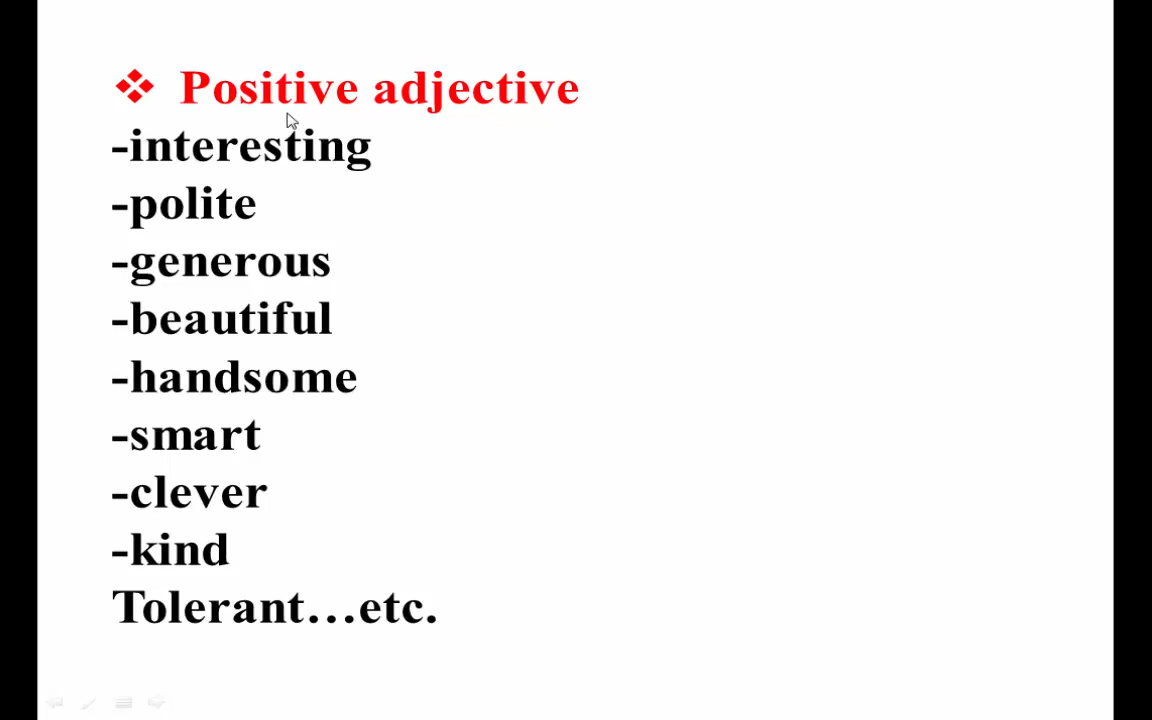 ❖ Positive adjective
-interesting
-polite
-generous
-beautiful
-handsome
-smart
-clever
-kind
Tolerant…etc.